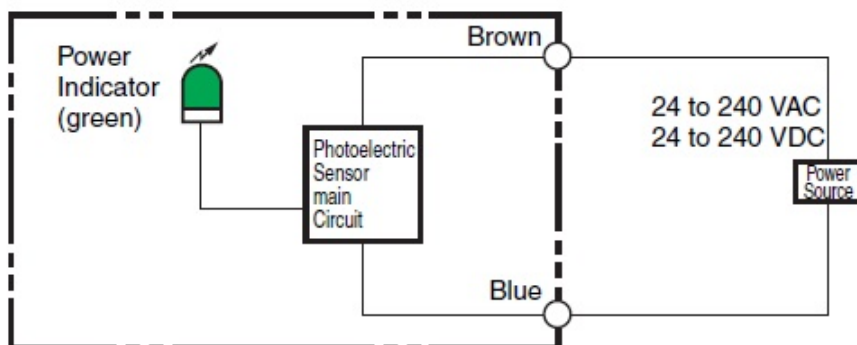 Power
Indicator
(green)
Brown
24 to 240 VAC
24 to 240 VDC
Photoelectric
Sensor
main
Circuit
Power
Source
Blue